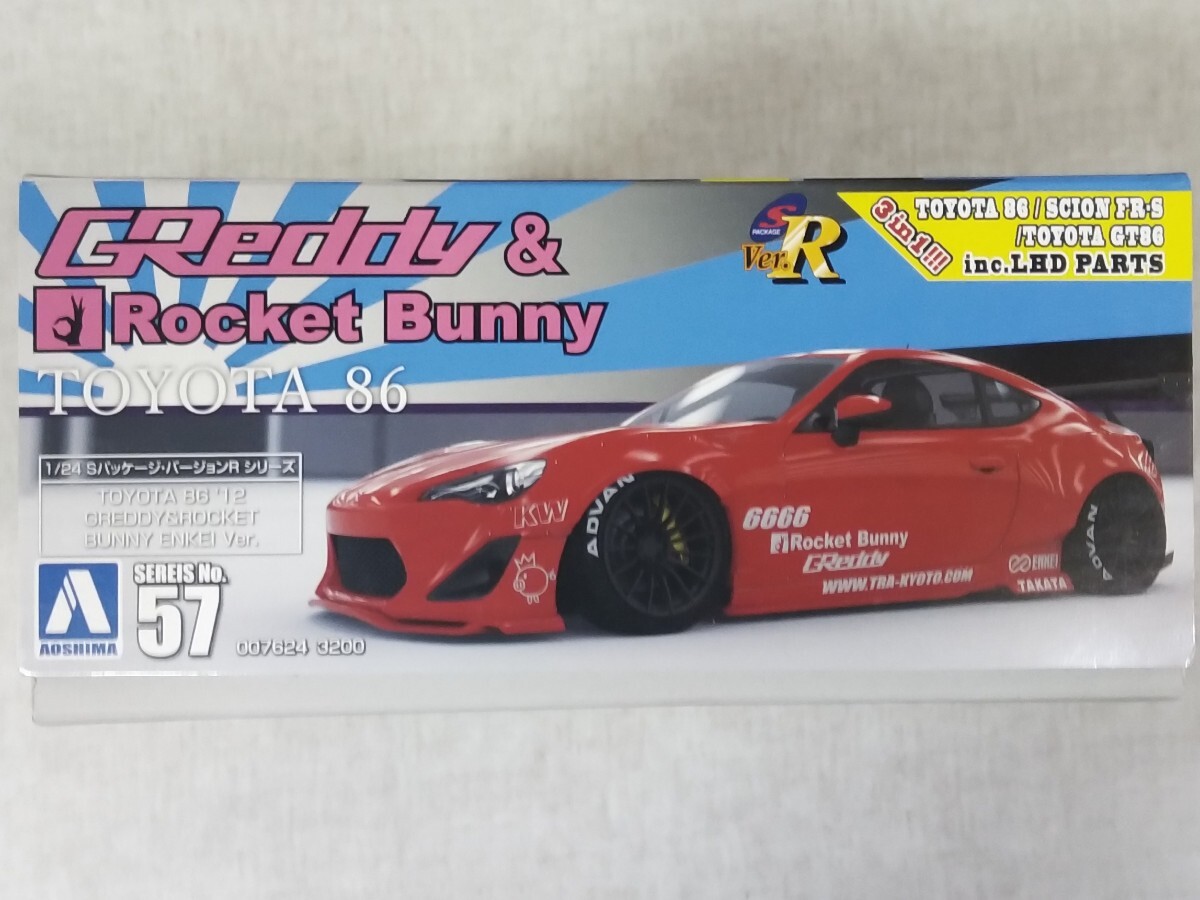 GReddy &
Rocket Bunny
TOYOTA 86
1/24 Sパッケージ・バージョンR シリーズ
TOYOTA 86 '12
GREDDY&ROCKET
BUNNY ENKEI Ver.
AOSHIMA
SEREIS No.
57
007624 3200
S
PACKAGE
Ver.R
3in1!!!
TOYOTA 86 / SCION FR-S
/TOYOTA GT86
inc.LHD PARTS
KW
ADVAN
6666
Rocket Bunny
GReddy
WWW.TRA-KYOTO.COM
ENKEI
TAKATA
ADVAN